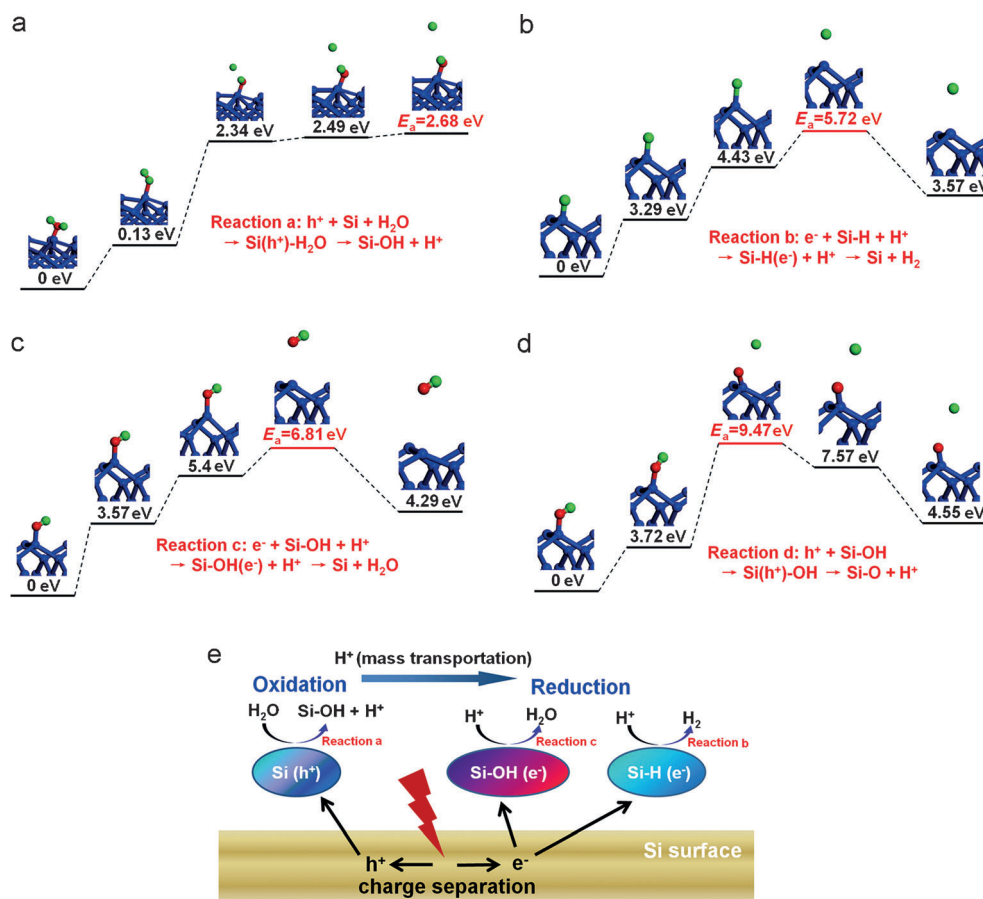 a
0 eV
0.13 eV
2.34 eV
2.49 eV
Eₐ=2.68 eV
Reaction a: h⁺ + Si + H₂O
→ Si(h⁺)-H₂O → Si-OH + H⁺
b
0 eV
3.29 eV
4.43 eV
Eₐ=5.72 eV
3.57 eV
Reaction b: e⁻ + Si-H + H⁺
→ Si-H(e⁻) + H⁺ → Si + H₂
c
0 eV
3.57 eV
5.4 eV
Eₐ=6.81 eV
4.29 eV
Reaction c: e⁻ + Si-OH + H⁺
→ Si-OH(e⁻) + H⁺ → Si + H₂O
d
0 eV
3.72 eV
Eₐ=9.47 eV
7.57 eV
4.55 eV
Reaction d: h⁺ + Si-OH
→ Si(h⁺)-OH → Si-O + H⁺
e
H⁺ (mass transportation)
Oxidation
Reduction
H₂O
Si-OH + H⁺
Reaction a
Si (h⁺)
H⁺
H₂O
Reaction c
Si-OH (e⁻)
H⁺
H₂
Reaction b
Si-H (e⁻)
Si surface
h⁺
e⁻
charge separation